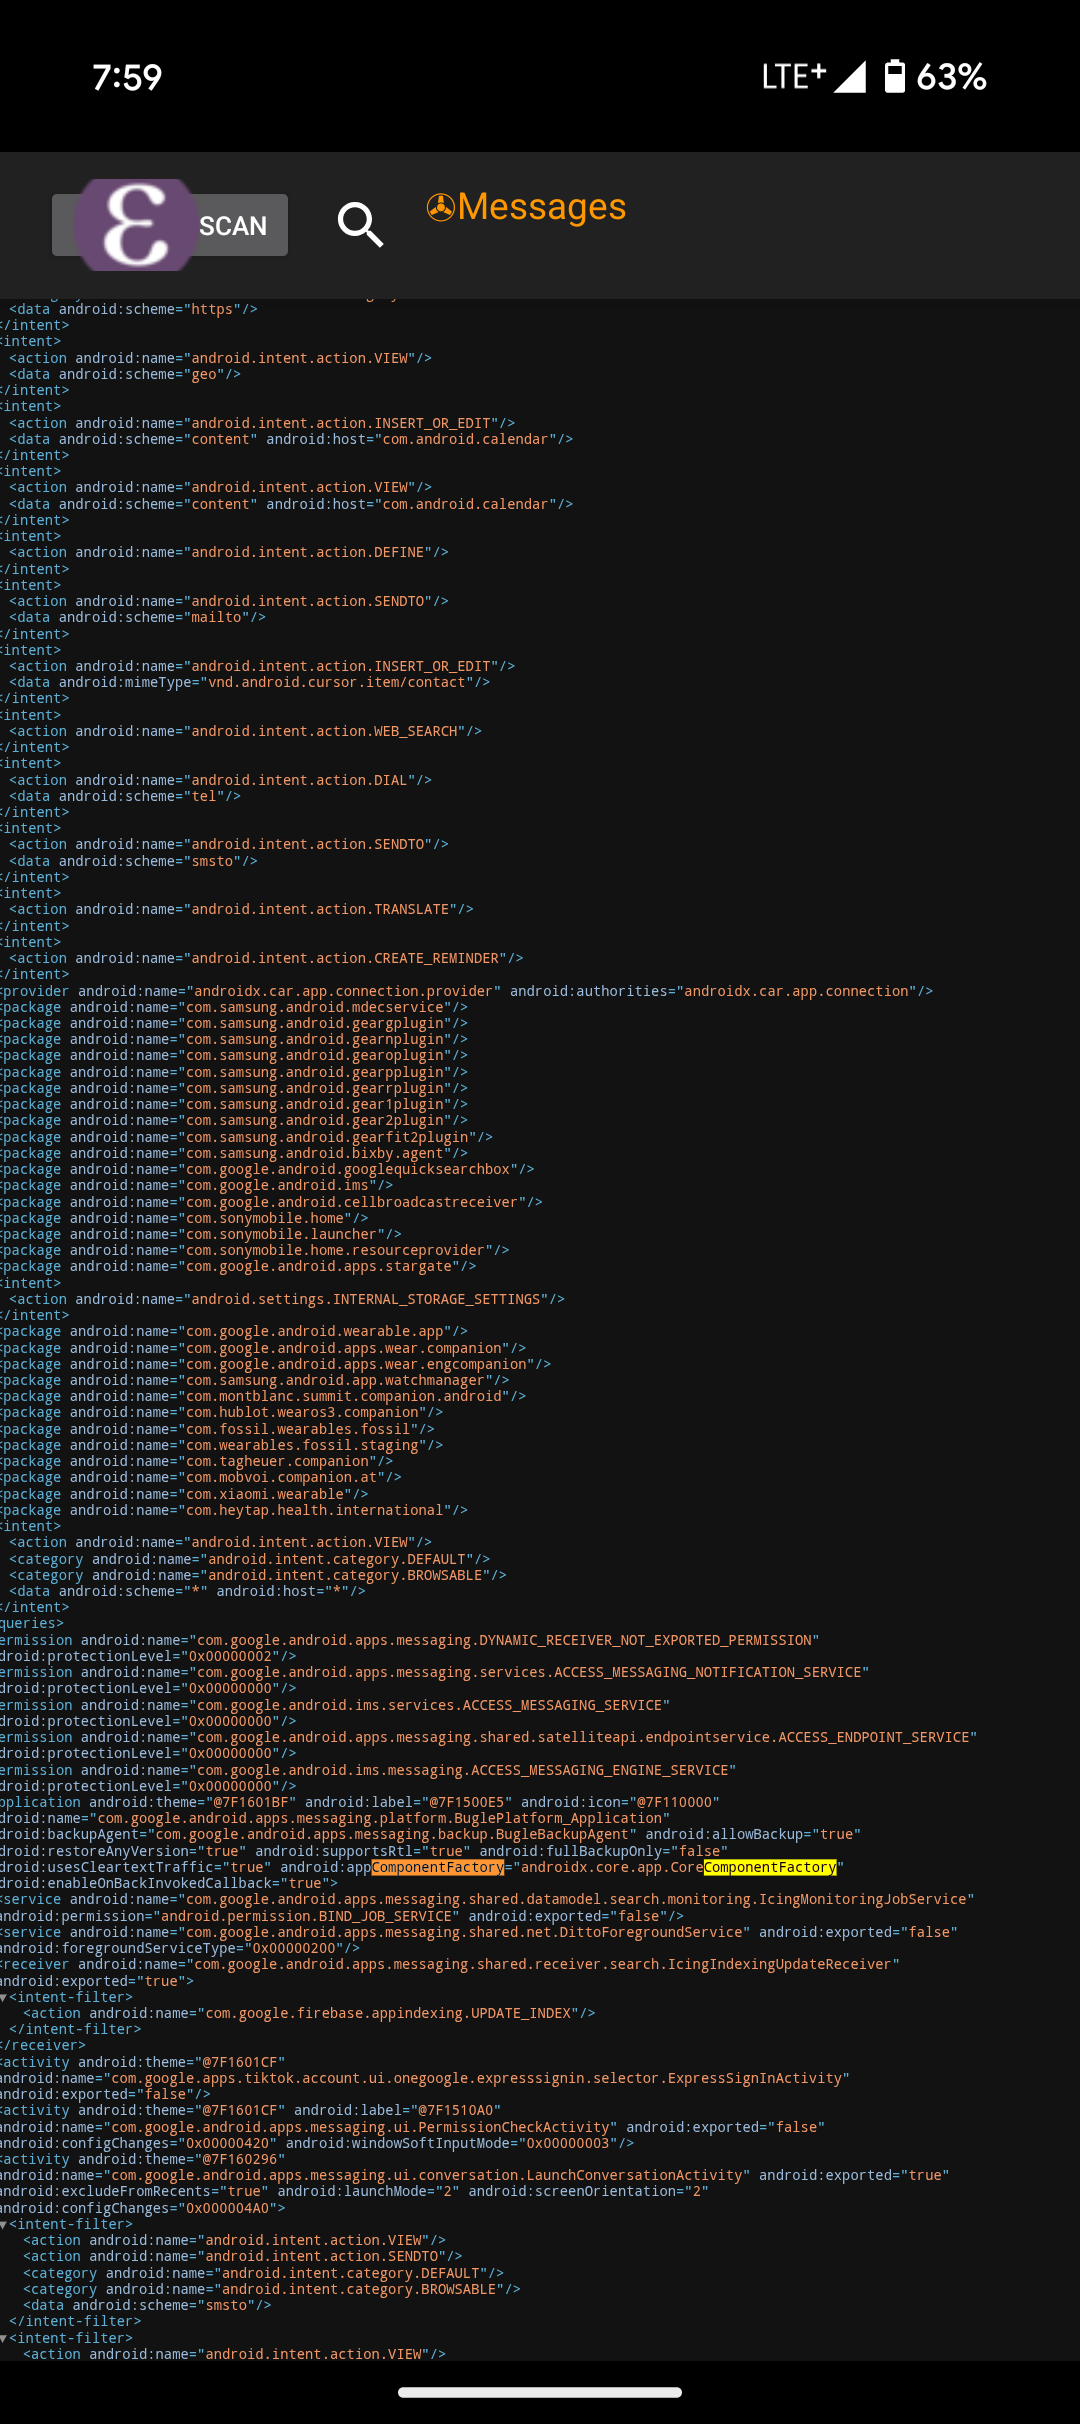 7:59
LTE+ 63%
SCAN
Messages
<data android:scheme="https"/>
</intent>
<intent>
<action android:name="android.intent.action.VIEW"/>
<data android:scheme="geo"/>
</intent>
<intent>
<action android:name="android.intent.action.INSERT_OR_EDIT"/>
<data android:scheme="content" android:host="com.android.calendar"/>
</intent>
<intent>
<action android:name="android.intent.action.VIEW"/>
<data android:scheme="content" android:host="com.android.calendar"/>
</intent>
<intent>
<action android:name="android.intent.action.DEFINE"/>
</intent>
<intent>
<action android:name="android.intent.action.SENDTO"/>
<data android:scheme="mailto"/>
</intent>
<intent>
<action android:name="android.intent.action.INSERT_OR_EDIT"/>
<data android:mimeType="vnd.android.cursor.item/contact"/>
</intent>
<intent>
<action android:name="android.intent.action.WEB_SEARCH"/>
</intent>
<intent>
<action android:name="android.intent.action.DIAL"/>
<data android:scheme="tel"/>
</intent>
<intent>
<action android:name="android.intent.action.SENDTO"/>
<data android:scheme="smsto"/>
</intent>
<intent>
<action android:name="android.intent.action.TRANSLATE"/>
</intent>
<intent>
<action android:name="android.intent.action.CREATE_REMINDER"/>
</intent>
<provider android:name="androidx.car.app.connection.provider" android:authorities="androidx.car.app.connection"/>
<package android:name="com.samsung.android.mdecservice"/>
<package android:name="com.samsung.android.geargplugin"/>
<package android:name="com.samsung.android.gearnplugin"/>
<package android:name="com.samsung.android.gearoplugin"/>
<package android:name="com.samsung.android.gearpplugin"/>
<package android:name="com.samsung.android.gearrplugin"/>
<package android:name="com.samsung.android.gear1plugin"/>
<package android:name="com.samsung.android.gear2plugin"/>
<package android:name="com.samsung.android.gearfit2plugin"/>
<package android:name="com.samsung.android.bixby.agent"/>
<package android:name="com.google.android.googlequicksearchbox"/>
<package android:name="com.google.android.ims"/>
<package android:name="com.google.android.cellbroadcastreceiver"/>
<package android:name="com.sonymobile.home"/>
<package android:name="com.sonymobile.launcher"/>
<package android:name="com.sonymobile.home.resourceprovider"/>
<package android:name="com.google.android.apps.stargate"/>
<intent>
<action android:name="android.settings.INTERNAL_STORAGE_SETTINGS"/>
</intent>
<package android:name="com.google.android.wearable.app"/>
<package android:name="com.google.android.apps.wear.companion"/>
<package android:name="com.google.android.apps.wear.engcompanion"/>
<package android:name="com.samsung.android.app.watchmanager"/>
<package android:name="com.montblanc.summit.companion.android"/>
<package android:name="com.hublot.wearos3.companion"/>
<package android:name="com.fossil.wearables.fossil"/>
<package android:name="com.wearables.fossil.staging"/>
<package android:name="com.tagheuer.companion"/>
<package android:name="com.mobvoi.companion.at"/>
<package android:name="com.xiaomi.wearable"/>
<package android:name="com.heytap.health.international"/>
<intent>
<action android:name="android.intent.action.VIEW"/>
<category android:name="android.intent.category.DEFAULT"/>
<category android:name="android.intent.category.BROWSABLE"/>
<data android:scheme="*" android:host="*"/>
</intent>
queries>
ermission android:name="com.google.android.apps.messaging.DYNAMIC_RECEIVER_NOT_EXPORTED_PERMISSION"
droid:protectionLevel="0x00000002"/>
ermission android:name="com.google.android.apps.messaging.services.ACCESS_MESSAGING_NOTIFICATION_SERVICE"
droid:protectionLevel="0x00000000"/>
ermission android:name="com.google.android.ims.services.ACCESS_MESSAGING_SERVICE"
droid:protectionLevel="0x00000000"/>
ermission android:name="com.google.android.apps.messaging.shared.satelliteapi.endpointservice.ACCESS_ENDPOINT_SERVICE"
droid:protectionLevel="0x00000000"/>
ermission android:name="com.google.android.ims.messaging.ACCESS_MESSAGING_ENGINE_SERVICE"
droid:protectionLevel="0x00000000"/>
pplication android:theme="@7F1601BF" android:label="@7F1500E5" android:icon="@7F110000"
droid:name="com.google.android.apps.messaging.platform.BuglePlatform_Application"
droid:backupAgent="com.google.android.apps.messaging.backup.BugleBackupAgent" android:allowBackup="true"
droid:restoreAnyVersion="true" android:supportsRtl="true" android:fullBackupOnly="false"
droid:usesCleartextTraffic="true" android:appComponentFactory="androidx.core.app.CoreComponentFactory"
droid:enableOnBackInvokedCallback="true">
<service android:name="com.google.android.apps.messaging.shared.datamodel.search.monitoring.IcingMonitoringJobService"
android:permission="android.permission.BIND_JOB_SERVICE" android:exported="false"/>
<service android:name="com.google.android.apps.messaging.shared.net.DittoForegroundService" android:exported="false"
android:foregroundServiceType="0x00000200"/>
<receiver android:name="com.google.android.apps.messaging.shared.receiver.search.IcingIndexingUpdateReceiver"
android:exported="true">
▼<intent-filter>
<action android:name="com.google.firebase.appindexing.UPDATE_INDEX"/>
</intent-filter>
</receiver>
<activity android:theme="@7F1601CF"
android:name="com.google.apps.tiktok.account.ui.onegoogle.expresssignin.selector.ExpressSignInActivity"
android:exported="false"/>
<activity android:theme="@7F1601CF" android:label="@7F1510A0"
android:name="com.google.android.apps.messaging.ui.PermissionCheckActivity" android:exported="false"
android:configChanges="0x00000420" android:windowSoftInputMode="0x00000003"/>
<activity android:theme="@7F160296"
android:name="com.google.android.apps.messaging.ui.conversation.LaunchConversationActivity" android:exported="true"
android:excludeFromRecents="true" android:launchMode="2" android:screenOrientation="2"
android:configChanges="0x000004A0">
▼<intent-filter>
<action android:name="android.intent.action.VIEW"/>
<action android:name="android.intent.action.SENDTO"/>
<category android:name="android.intent.category.DEFAULT"/>
<category android:name="android.intent.category.BROWSABLE"/>
<data android:scheme="smsto"/>
</intent-filter>
▼<intent-filter>
<action android:name="android.intent.action.VIEW"/>